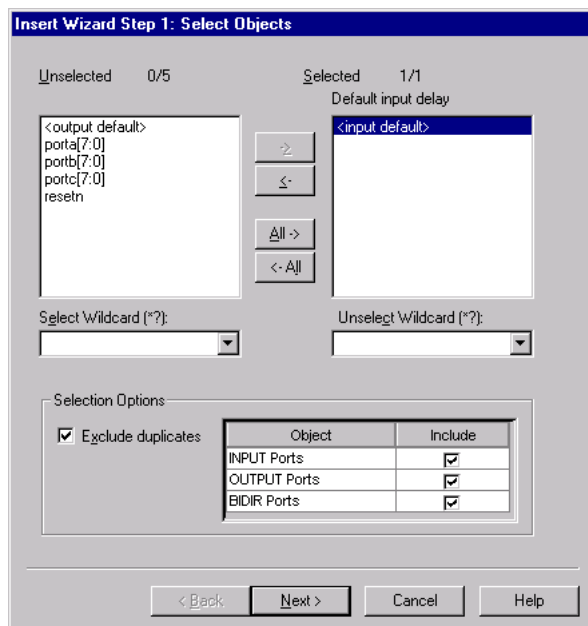 Insert Wizard Step 1: Select Objects
Unselected 0/5 Selected 1/1
Default input delay
<output default>
porta[7:0]
portb[7:0]
portc[7:0]
resetn
->
<-
All ->
<- All
<input default>
Select Wildcard (*?):
Unselect Wildcard (*?):
Selection Options
Exclude duplicates
Object Include
INPUT Ports
OUTPUT Ports
BIDIR Ports
< Back Next > Cancel Help